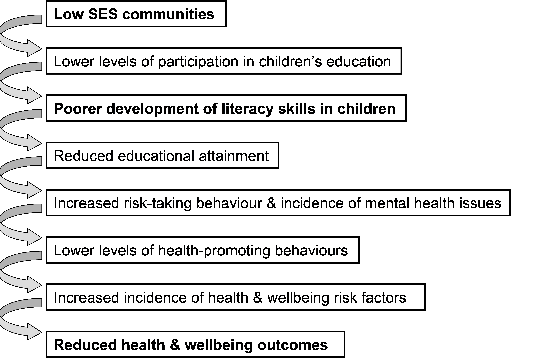 Low SES communities
Lower levels of participation in children's education
Poorer development of literacy skills in children
Reduced educational attainment
Increased risk-taking behaviour & incidence of mental health issues
Lower levels of health-promoting behaviours
Increased incidence of health & wellbeing risk factors
Reduced health & wellbeing outcomes